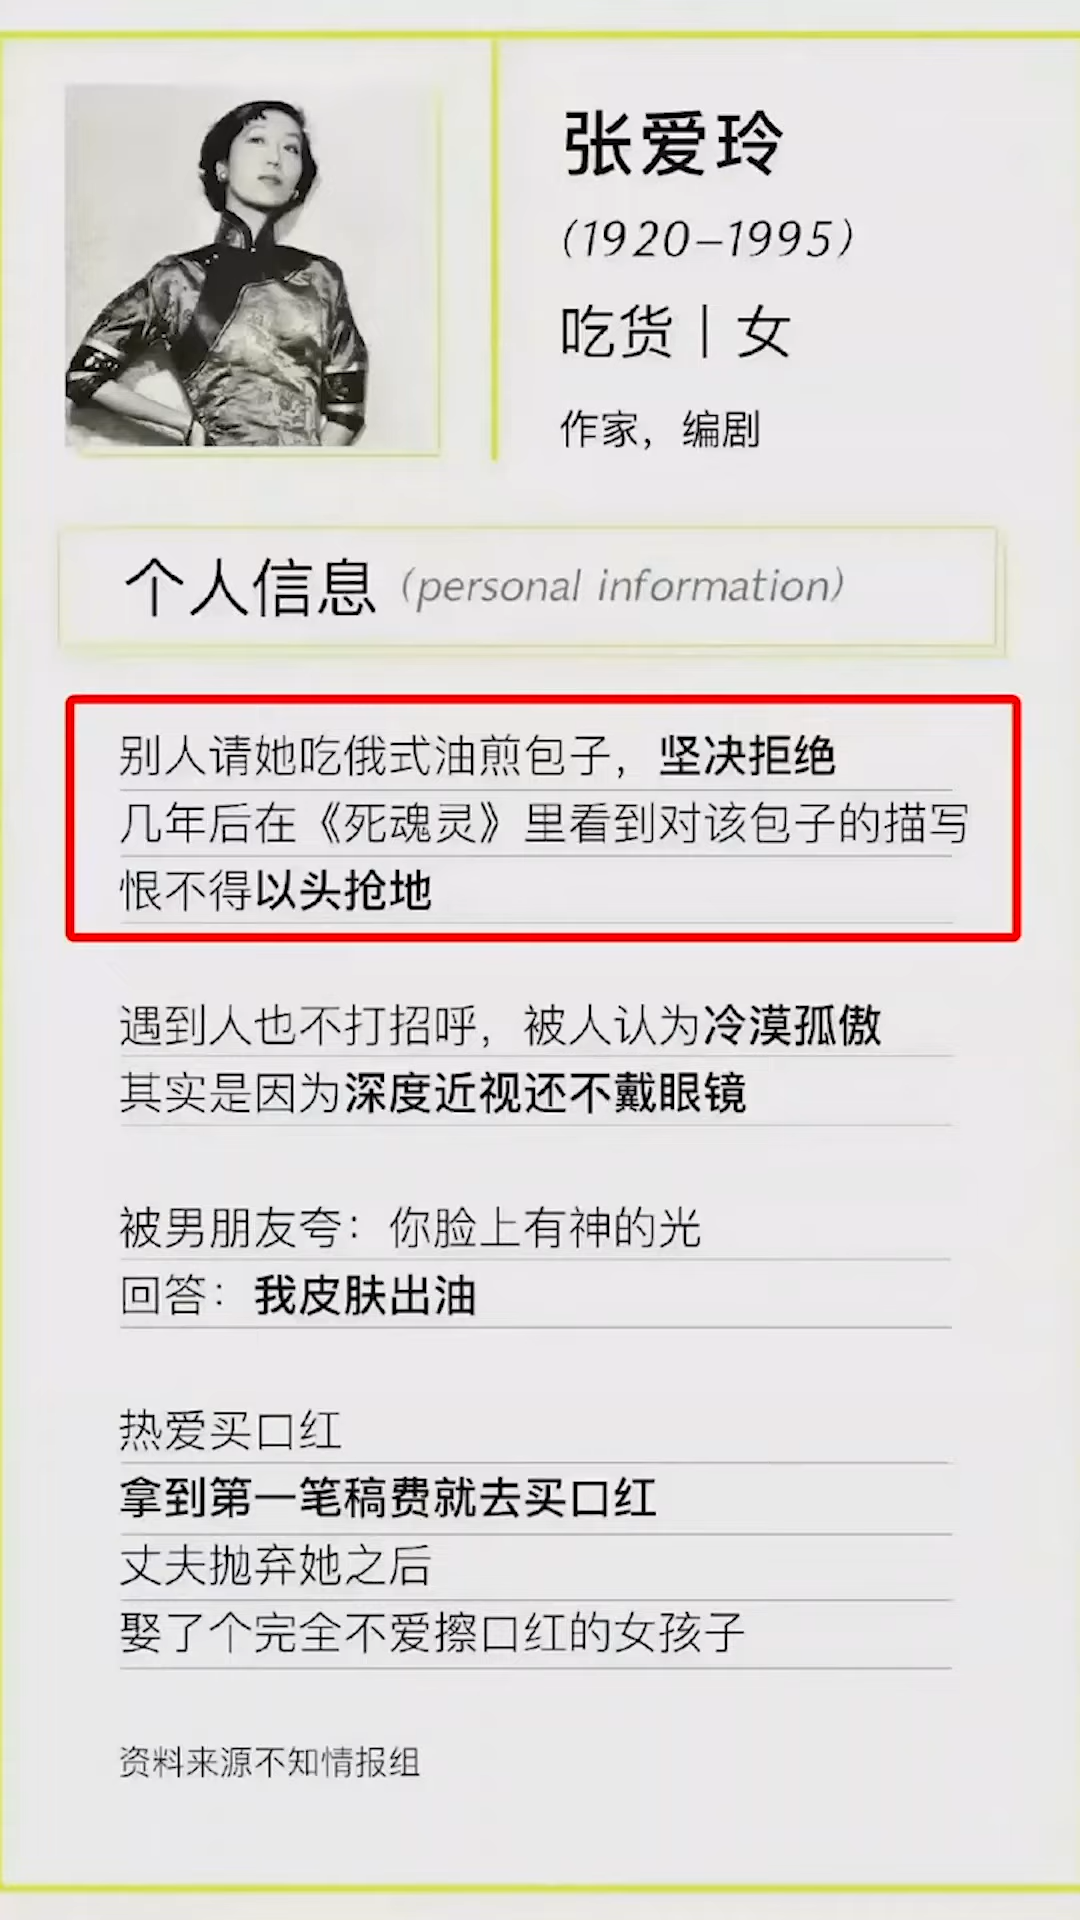 张爱玲
(1920–1995)
吃货｜女
作家，编剧
个人信息 (personal information)
别人请她吃俄式油煎包子，坚决拒绝
几年后在《死魂灵》里看到对该包子的描写
恨不得以头抢地
遇到人也不打招呼，被人认为冷漠孤傲
其实是因为深度近视还不戴眼镜
被男朋友夸：你脸上有神的光
回答：我皮肤出油
热爱买口红
拿到第一笔稿费就去买口红
丈夫抛弃她之后
娶了个完全不爱擦口红的女孩子
资料来源不知情报组